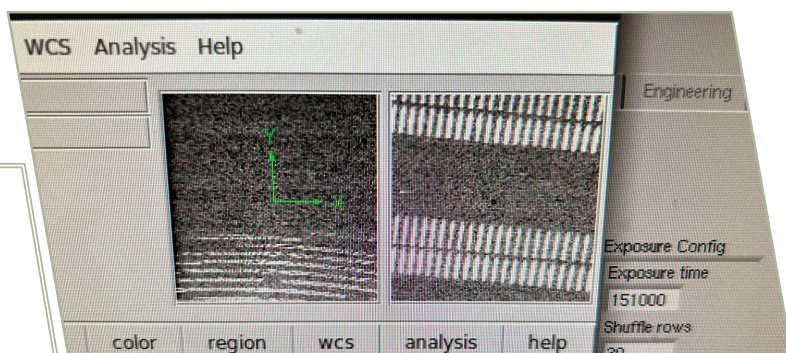 WCS Analysis Help
Engineering
Y
X
Exposure Config
Exposure time
151000
Shuffle rows
color region wcs analysis help